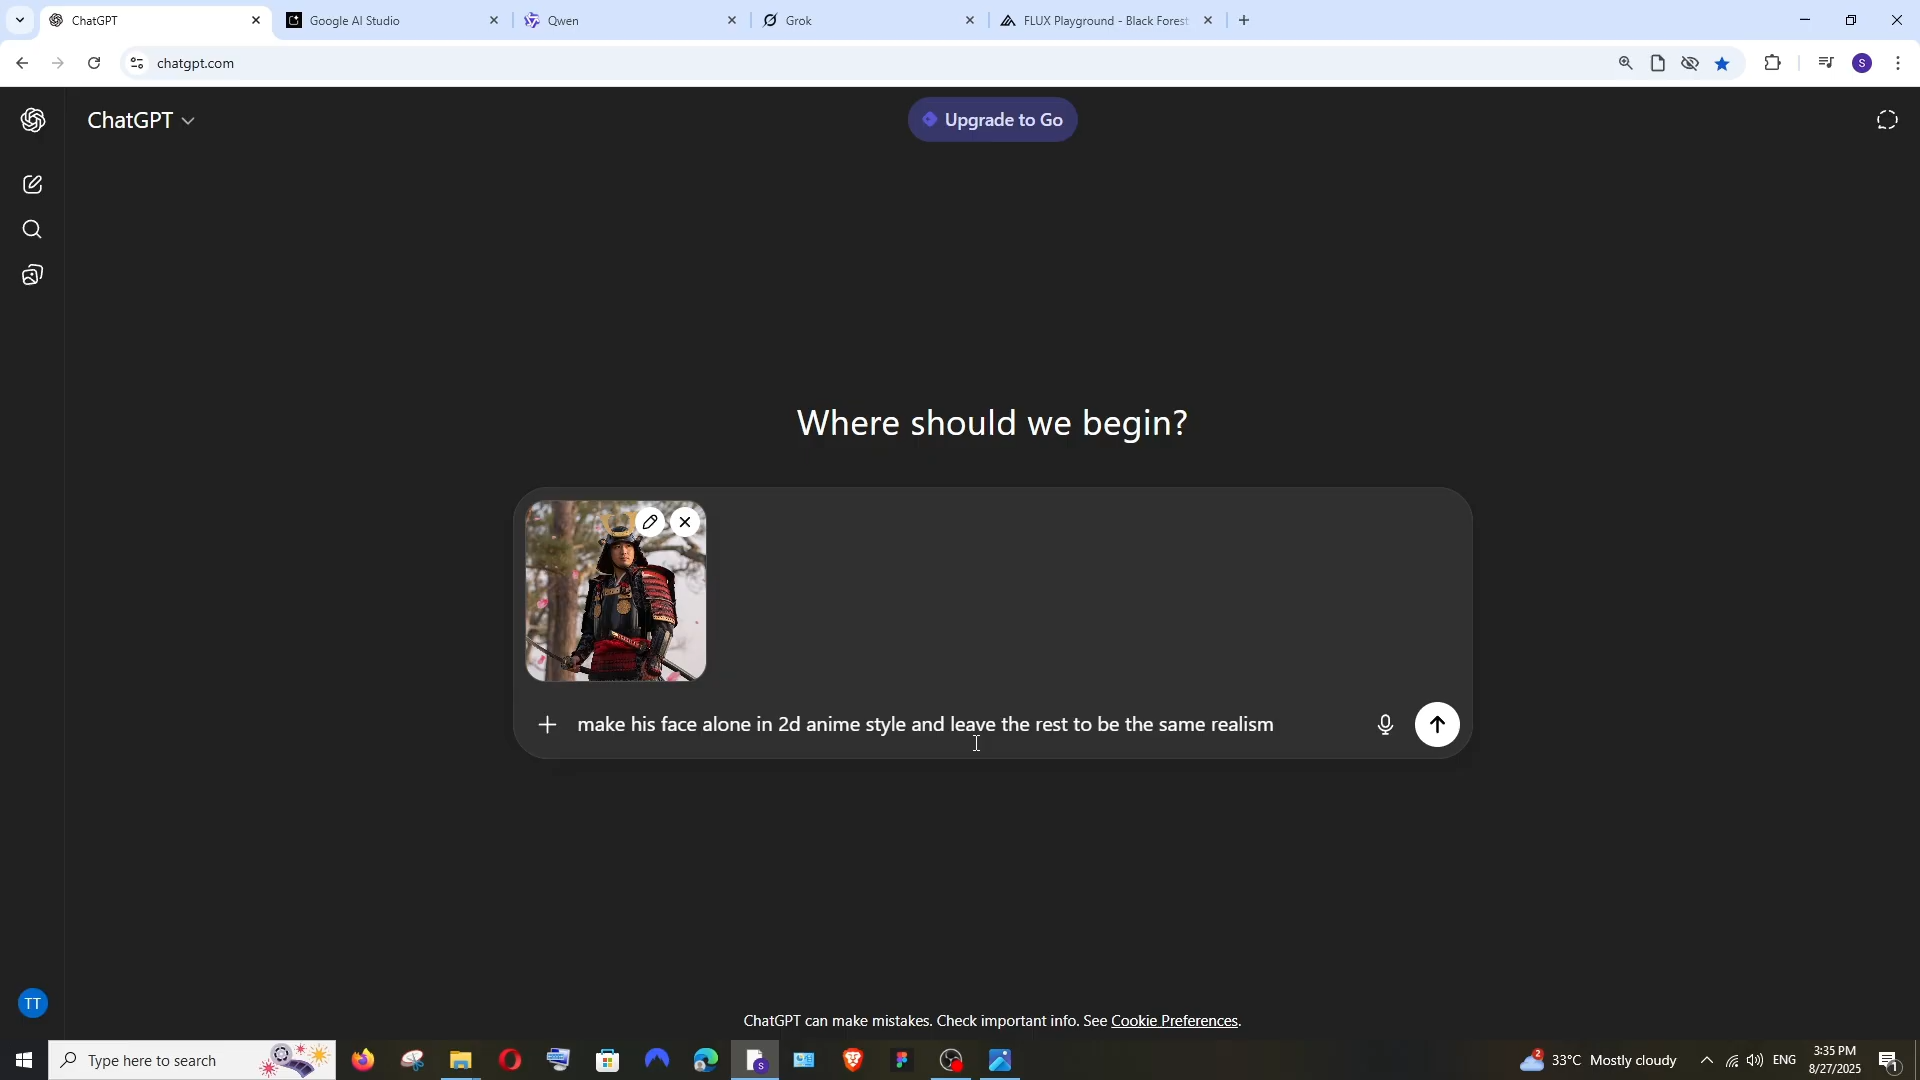 ChatGPT
Google AI Studio
Qwen
Grok
FLUX Playground - Black Forest
chatgpt.com
S
ChatGPT
Upgrade to Go
Where should we begin?
make his face alone in 2d anime style and leave the rest to be the same realism
TT
ChatGPT can make mistakes. Check important info. See Cookie Preferences.
Type here to search
S
2
33°C Mostly cloudy
ENG
3:35 PM
8/27/2025
1